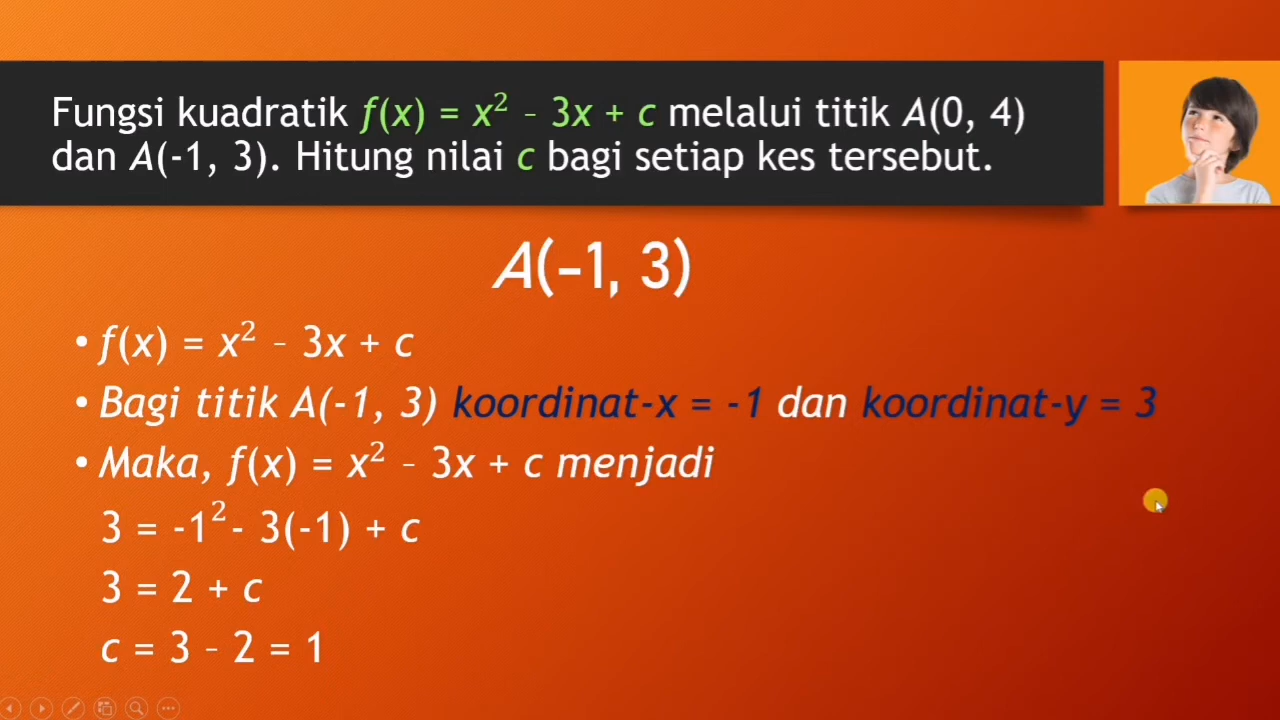 Fungsi kuadratik f(x) = x² – 3x + c melalui titik A(0, 4)
dan A(-1, 3). Hitung nilai c bagi setiap kes tersebut.
A(-1, 3)
• f(x) = x² – 3x + c
• Bagi titik A(-1, 3) koordinat-x = -1 dan koordinat-y = 3
• Maka, f(x) = x² – 3x + c menjadi
3 = -1² - 3(-1) + c
3 = 2 + c
c = 3 – 2 = 1